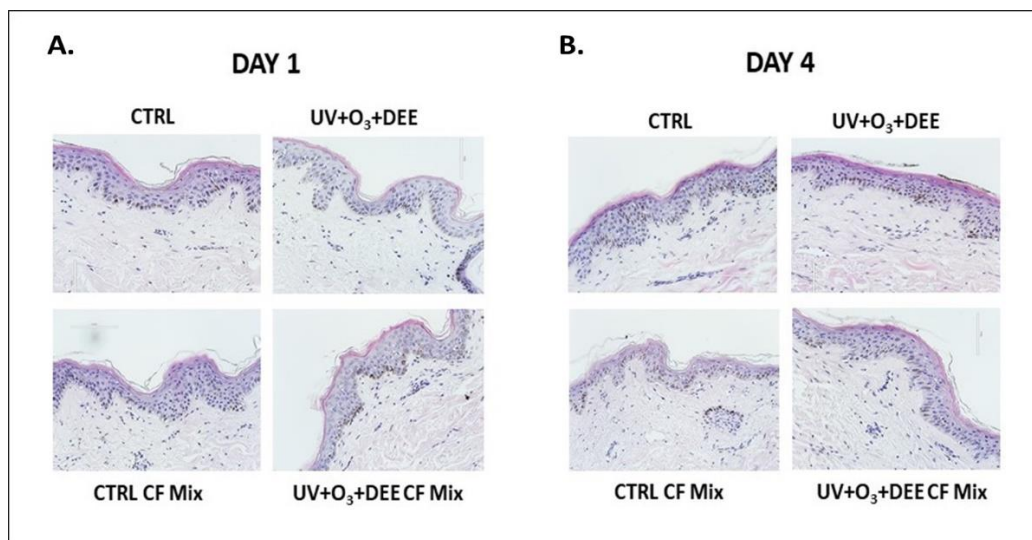 A.
DAY 1
CTRL
UV+O₃+DEE
CTRL CF Mix
UV+O₃+DEE CF Mix
B.
DAY 4
CTRL
UV+O₃+DEE
CTRL CF Mix
UV+O₃+DEE CF Mix